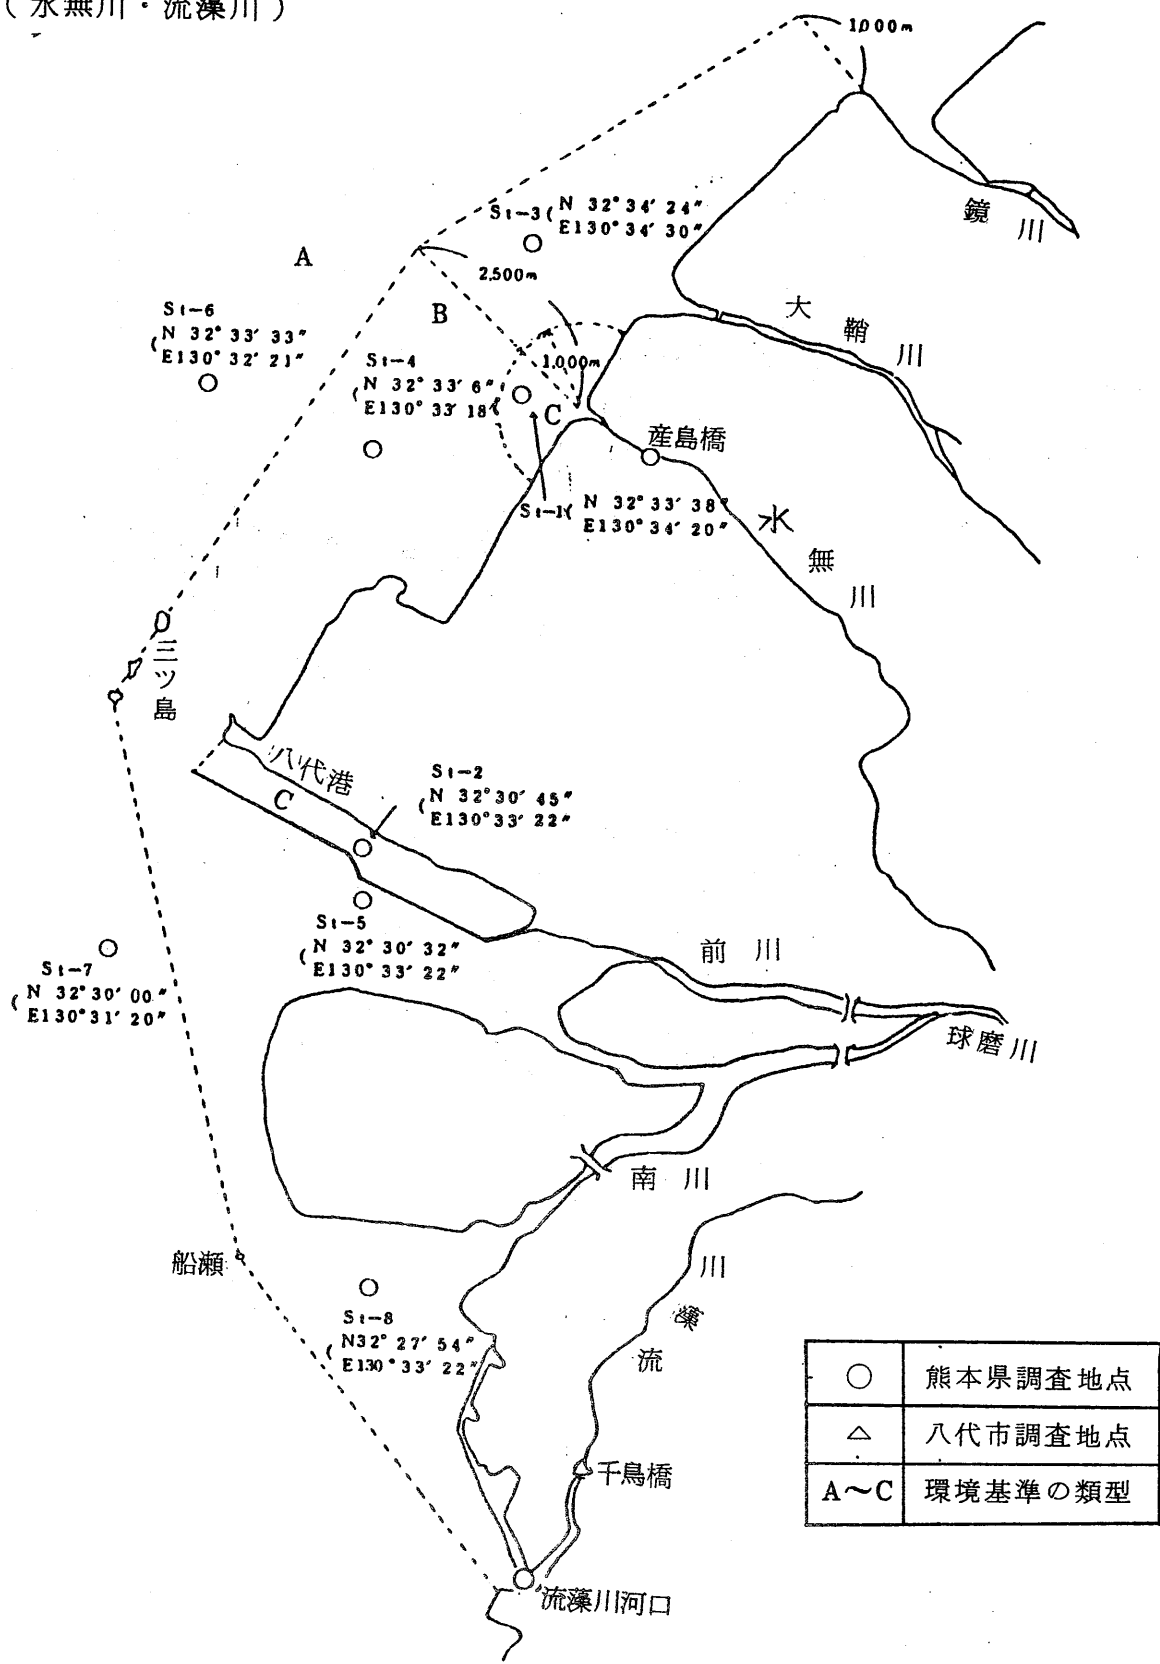 (水無川・流藻川)
1,000m
鏡川
St-3( N 32° 34′ 24″
E130° 34′ 30″
A
2,500m
大鞘川
B
St-6
( N 32° 33′ 33″
E130° 32′ 21″
St-4
( N 32° 33′ 6″
E130° 33′ 18″
1,000m
C
産島橋
St-1( N 32° 33′ 38″
E130° 34′ 20″
水無川
三ツ島
八代港
C
St-2
( N 32° 30′ 45″
E130° 33′ 22″
St-5
( N 32° 30′ 32″
E130° 33′ 22″
前川
St-7
( N 32° 30′ 00″
E130° 31′ 20″
球磨川
南川
船瀬
St-8
( N32° 27′ 54″
E130° 33′ 22″
流藻川
千鳥橋
流藻川河口
○ 熊本県調査地点
△ 八代市調査地点
A～C 環境基準の類型